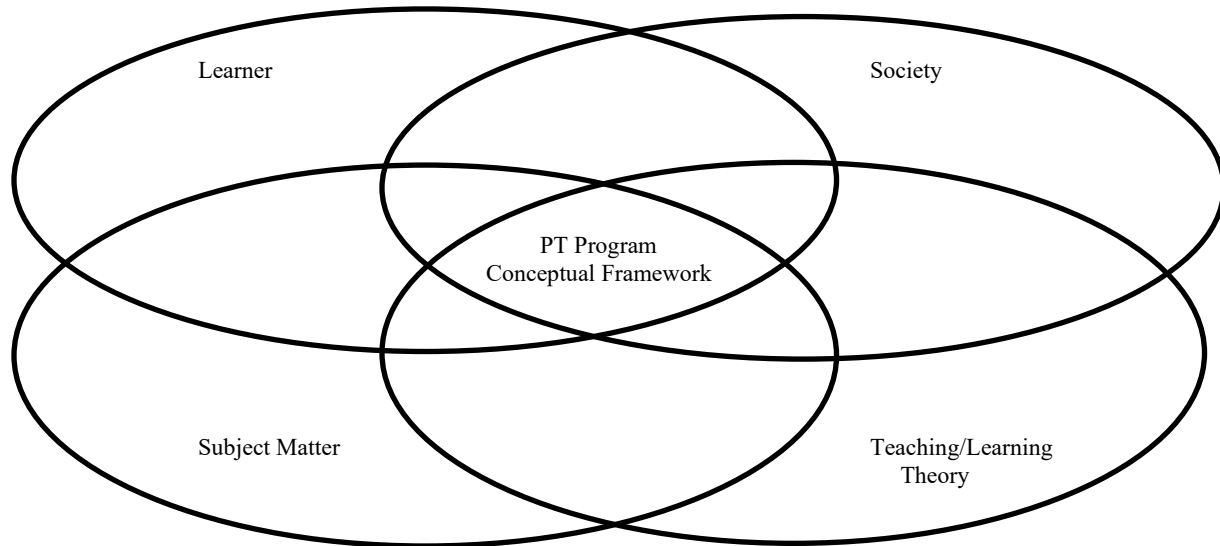 Learner
Society
PT Program
Conceptual Framework
Subject Matter
Teaching/Learning
Theory